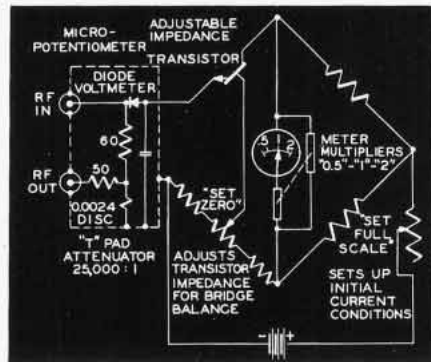 MICRO-
POTENTIOMETER
ADJUSTABLE
IMPEDANCE
TRANSISTOR
DIODE
VOLTMETER
RF
IN
60
RF
OUT
50
0.0024
DISC
"T" PAD
ATTENUATOR
25,000 : 1
"SET
ZERO"
ADJUSTS
TRANSISTOR
IMPEDANCE
FOR BRIDGE
BALANCE
.5 2
METER
MULTIPLIERS
"0.5"-"1"-"2"
"SET
FULL
SCALE"
SETS UP
INITIAL
CURRENT
CONDITIONS
- +